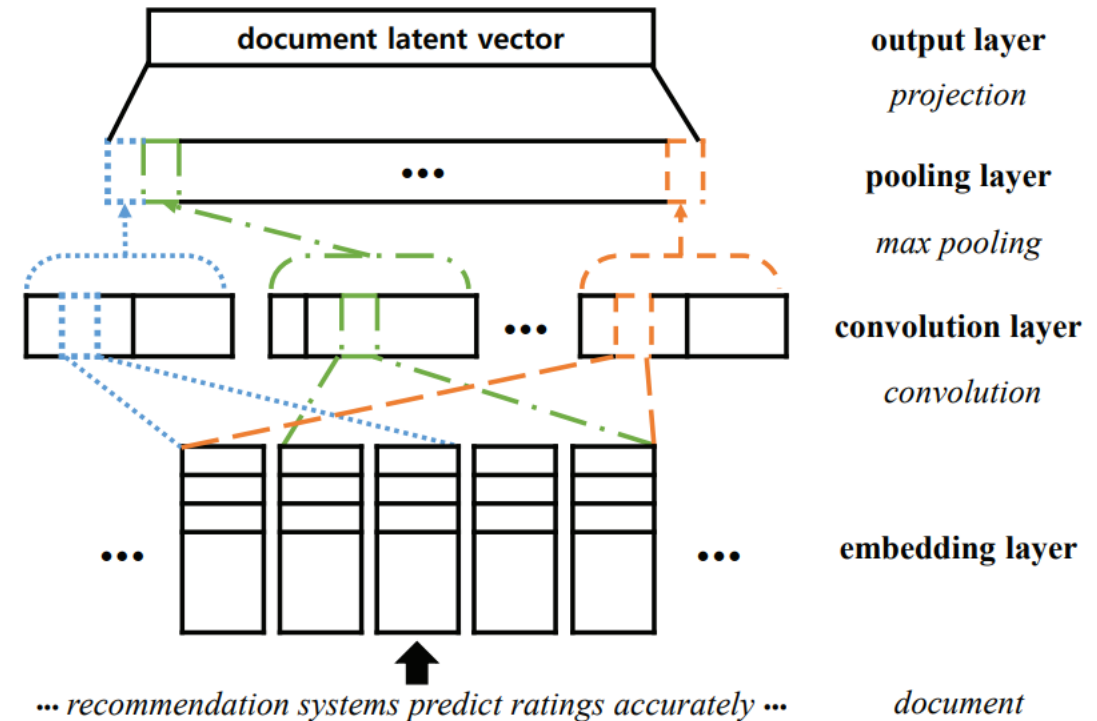 document latent vector
output layer
projection
...
pooling layer
max pooling
...
convolution layer
convolution
...
...
embedding layer
... recommendation systems predict ratings accurately ...
document